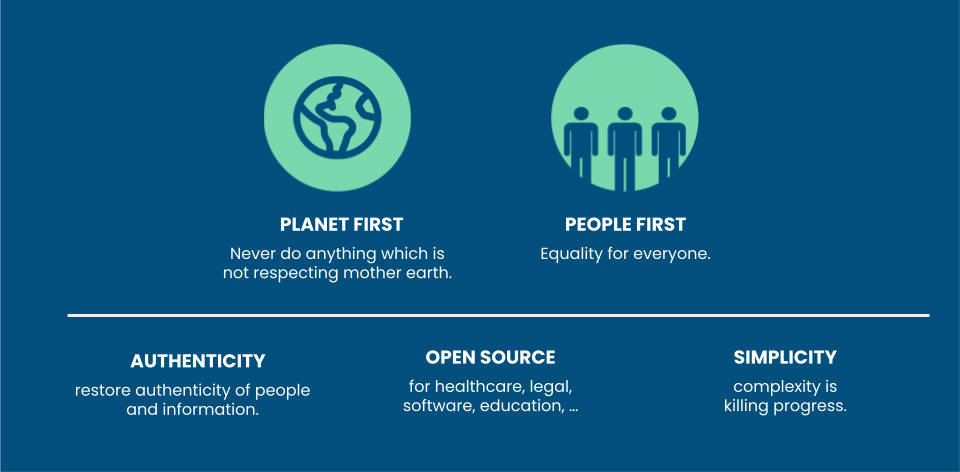 PLANET FIRST
Never do anything which is
not respecting mother earth.
PEOPLE FIRST
Equality for everyone.
AUTHENTICITY
restore authenticity of people
and information.
OPEN SOURCE
for healthcare, legal,
software, education, ...
SIMPLICITY
complexity is
killing progress.